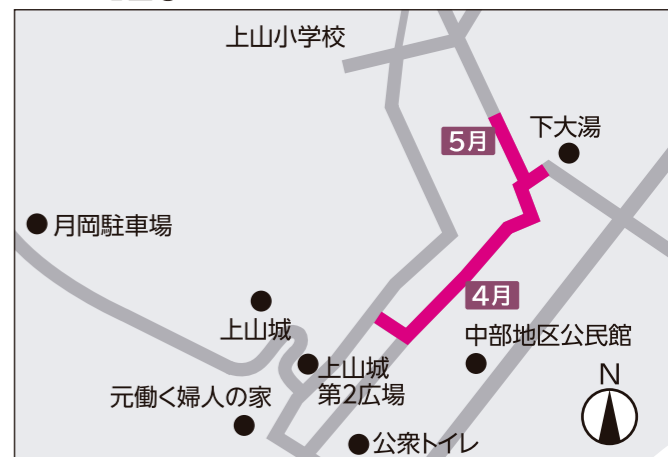 上山小学校
5月
下大湯
月岡駐車場
4月
上山城
中部地区公民館
上山城
第2広場
N
元働く婦人の家
公衆トイレ